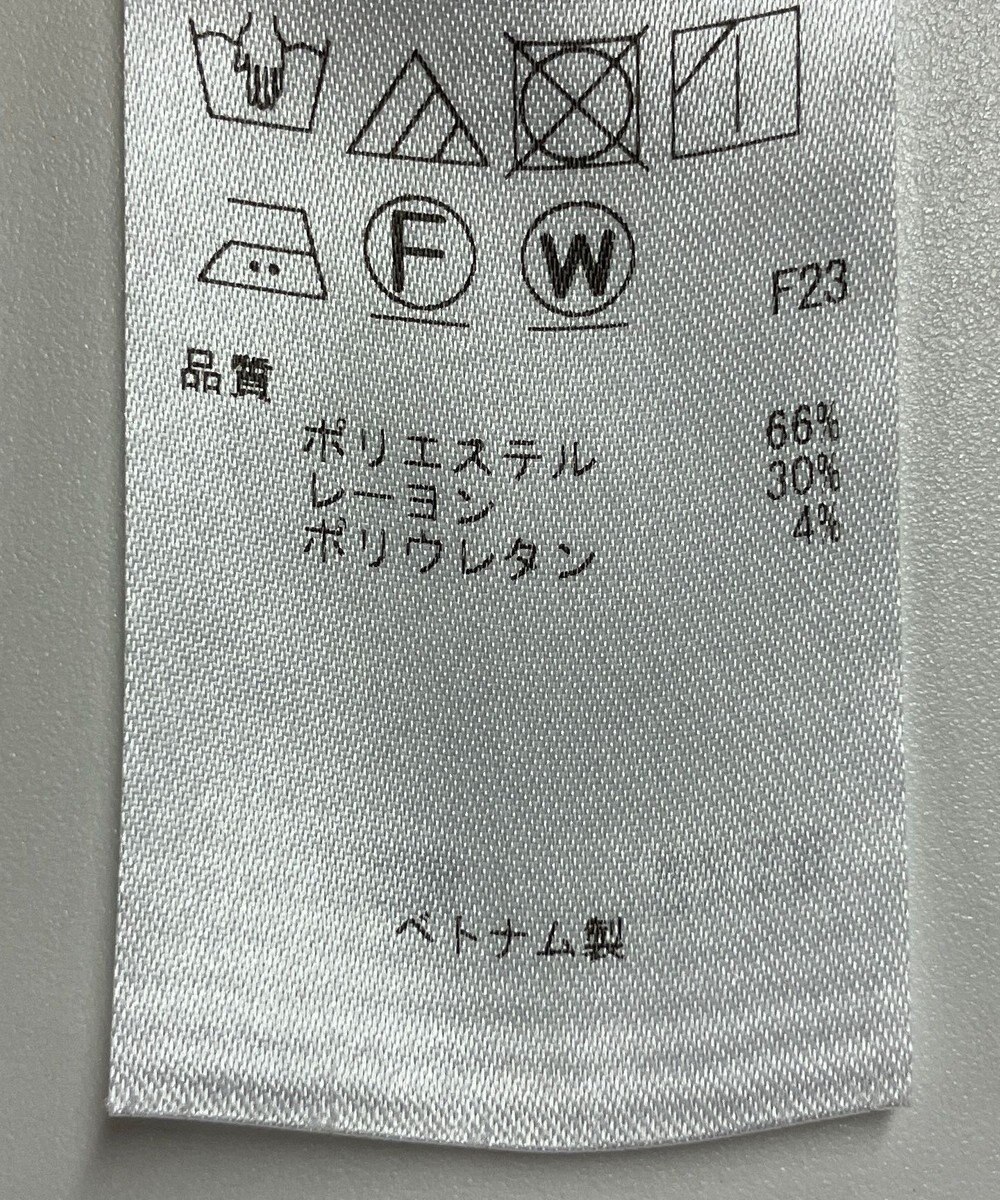 F W F23
品質
ポリエステル 66%
レーヨン 30%
ポリウレタン 4%
ベトナム製